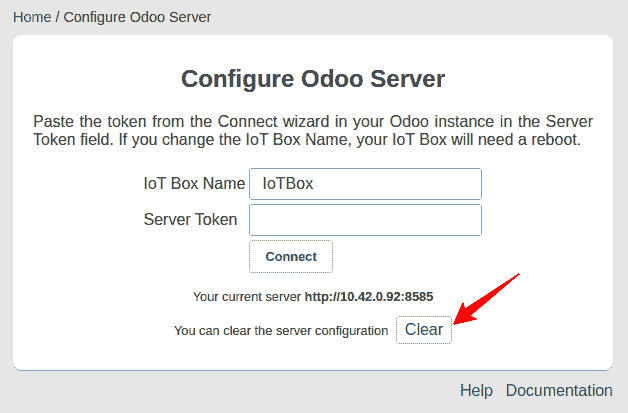 Home / Configure Odoo Server
Configure Odoo Server
Paste the token from the Connect wizard in your Odoo instance in the Server
Token field. If you change the IoT Box Name, your IoT Box will need a reboot.
IoT Box Name IoTBox
Server Token
Connect
Your current server http://10.42.0.92:8585
You can clear the server configuration Clear
Help Documentation